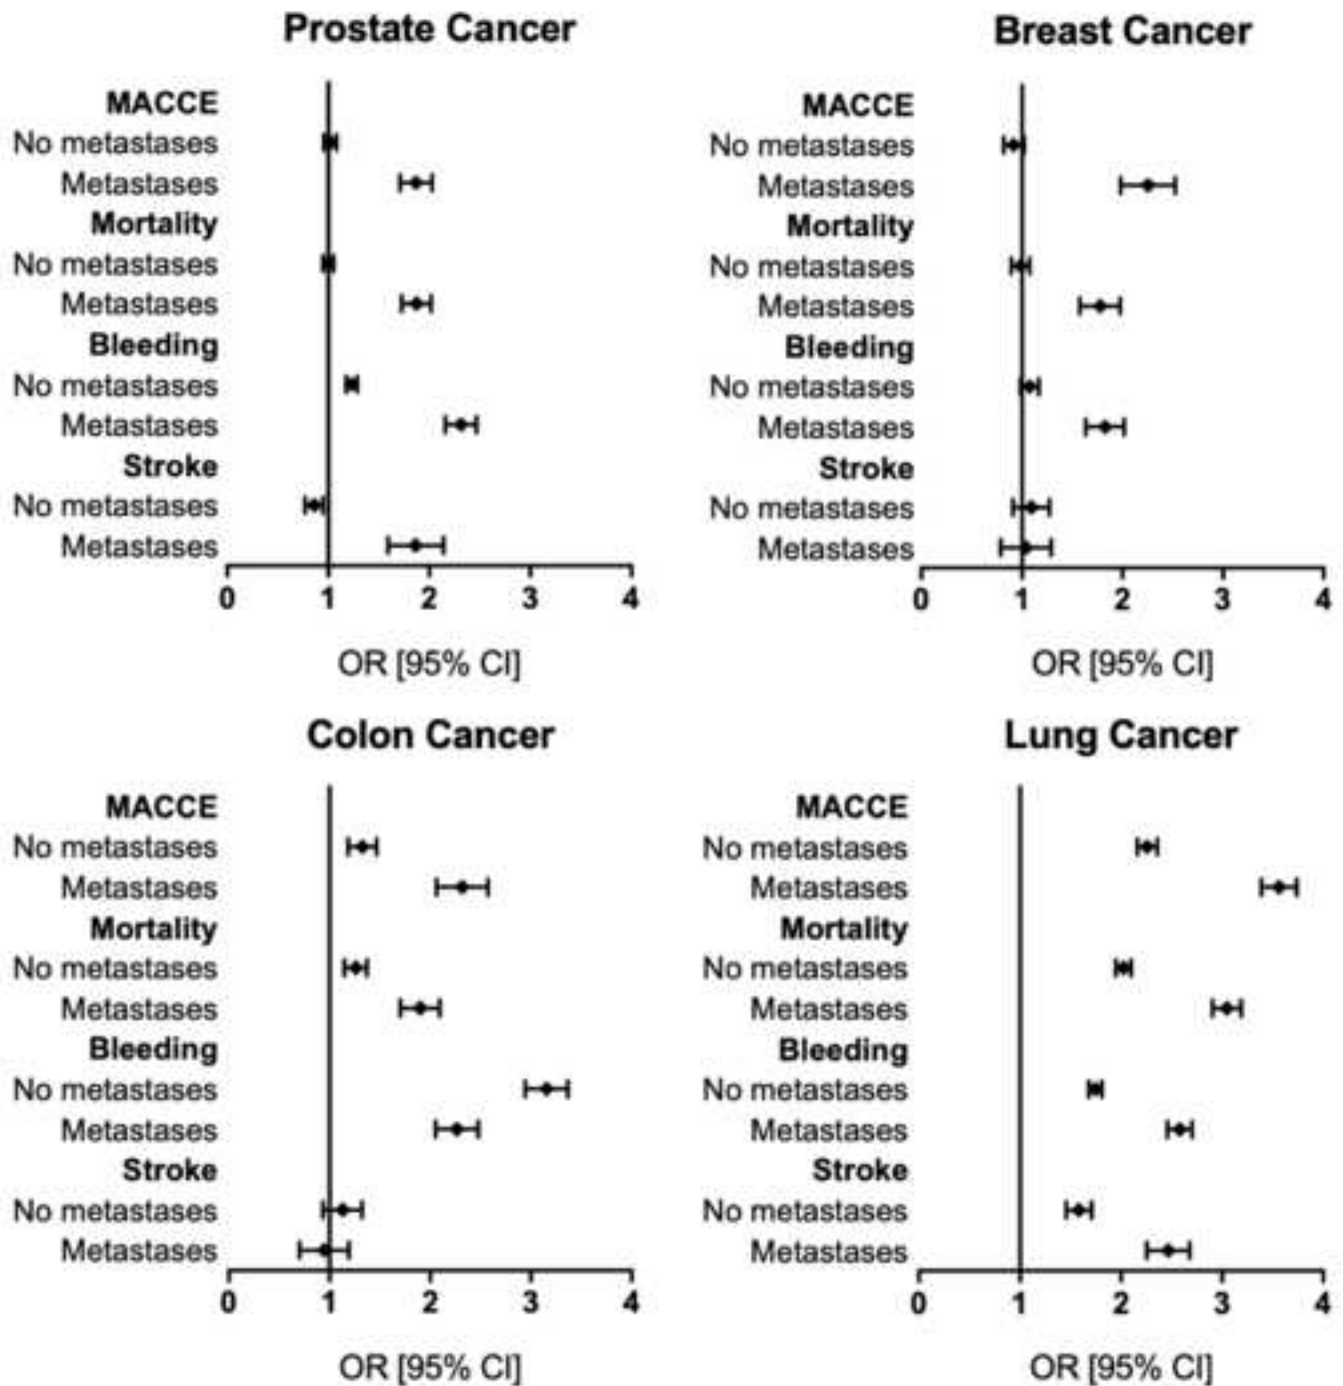 Prostate Cancer
MACCE
No metastases
Metastases
Mortality
No metastases
Metastases
Bleeding
No metastases
Metastases
Stroke
No metastases
Metastases
0 1 2 3 4
OR [95% CI]
Breast Cancer
MACCE
No metastases
Metastases
Mortality
No metastases
Metastases
Bleeding
No metastases
Metastases
Stroke
No metastases
Metastases
0 1 2 3 4
OR [95% CI]
Colon Cancer
MACCE
No metastases
Metastases
Mortality
No metastases
Metastases
Bleeding
No metastases
Metastases
Stroke
No metastases
Metastases
0 1 2 3 4
OR [95% CI]
Lung Cancer
MACCE
No metastases
Metastases
Mortality
No metastases
Metastases
Bleeding
No metastases
Metastases
Stroke
No metastases
Metastases
0 1 2 3 4
OR [95% CI]